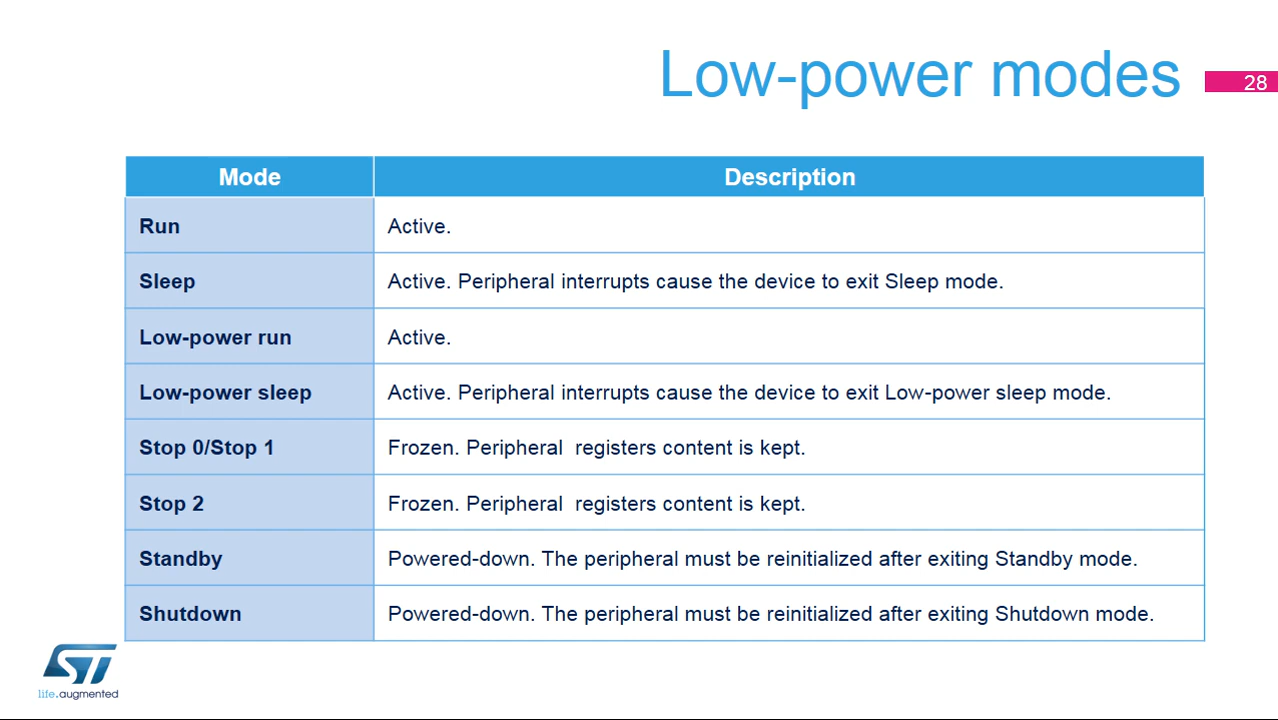 Low-power modes
28
Mode Description
Run Active.
Sleep Active. Peripheral interrupts cause the device to exit Sleep mode.
Low-power run Active.
Low-power sleep Active. Peripheral interrupts cause the device to exit Low-power sleep mode.
Stop 0/Stop 1 Frozen. Peripheral registers content is kept.
Stop 2 Frozen. Peripheral registers content is kept.
Standby Powered-down. The peripheral must be reinitialized after exiting Standby mode.
Shutdown Powered-down. The peripheral must be reinitialized after exiting Shutdown mode.
ST
life.augmented